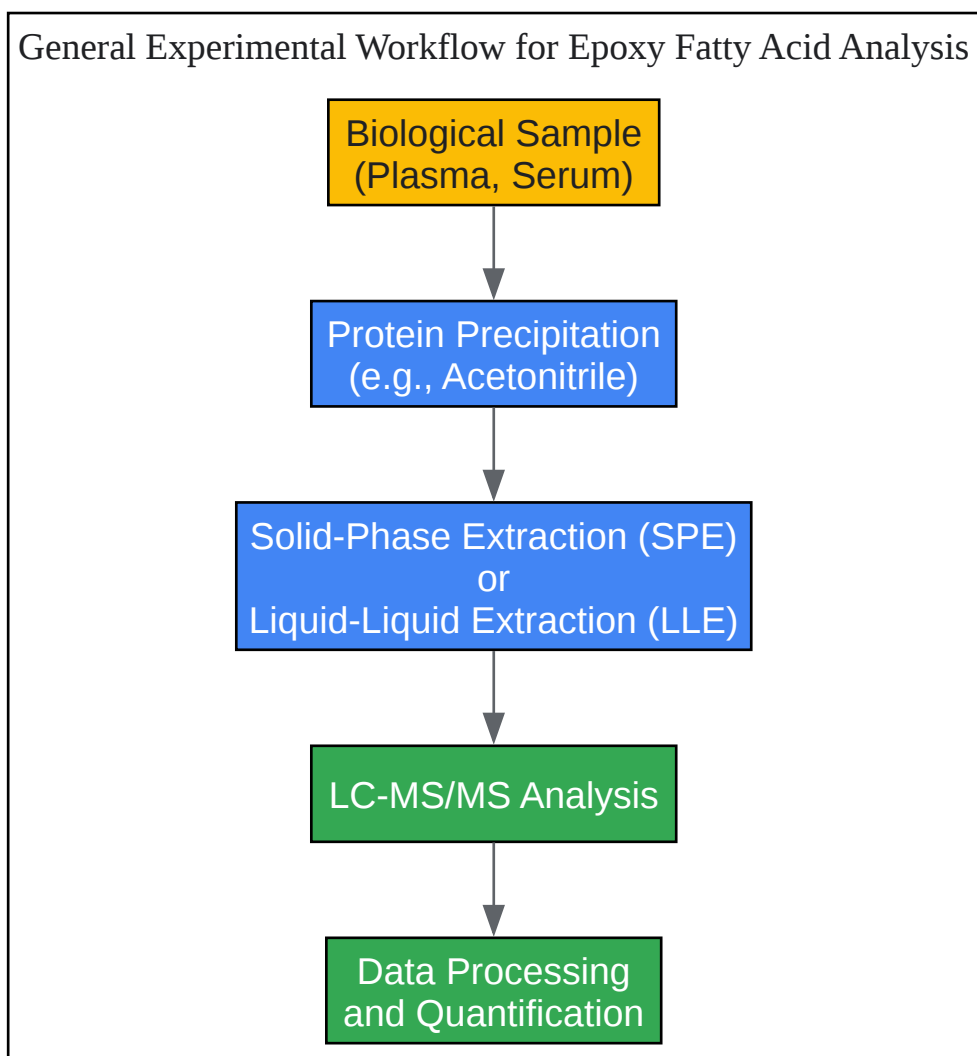 General Experimental Workflow for Epoxy Fatty Acid Analysis
Biological Sample
(Plasma, Serum)
Protein Precipitation
(e.g., Acetonitrile)
Solid-Phase Extraction (SPE)
or
Liquid-Liquid Extraction (LLE)
LC-MS/MS Analysis
Data Processing
and Quantification